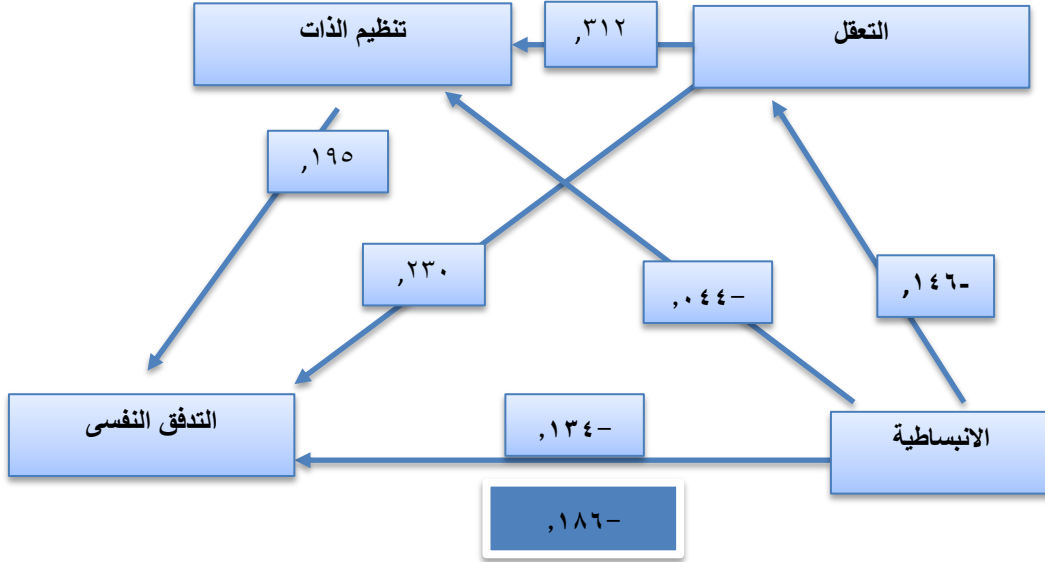 التعقل
,٣١٢
تنظيم الذات
,١٩٥
,٢٣٠
-٠٤٤,
-١٤٦,
الانبساطية
-١٣٤,
التدفق النفسى
-١٨٦,